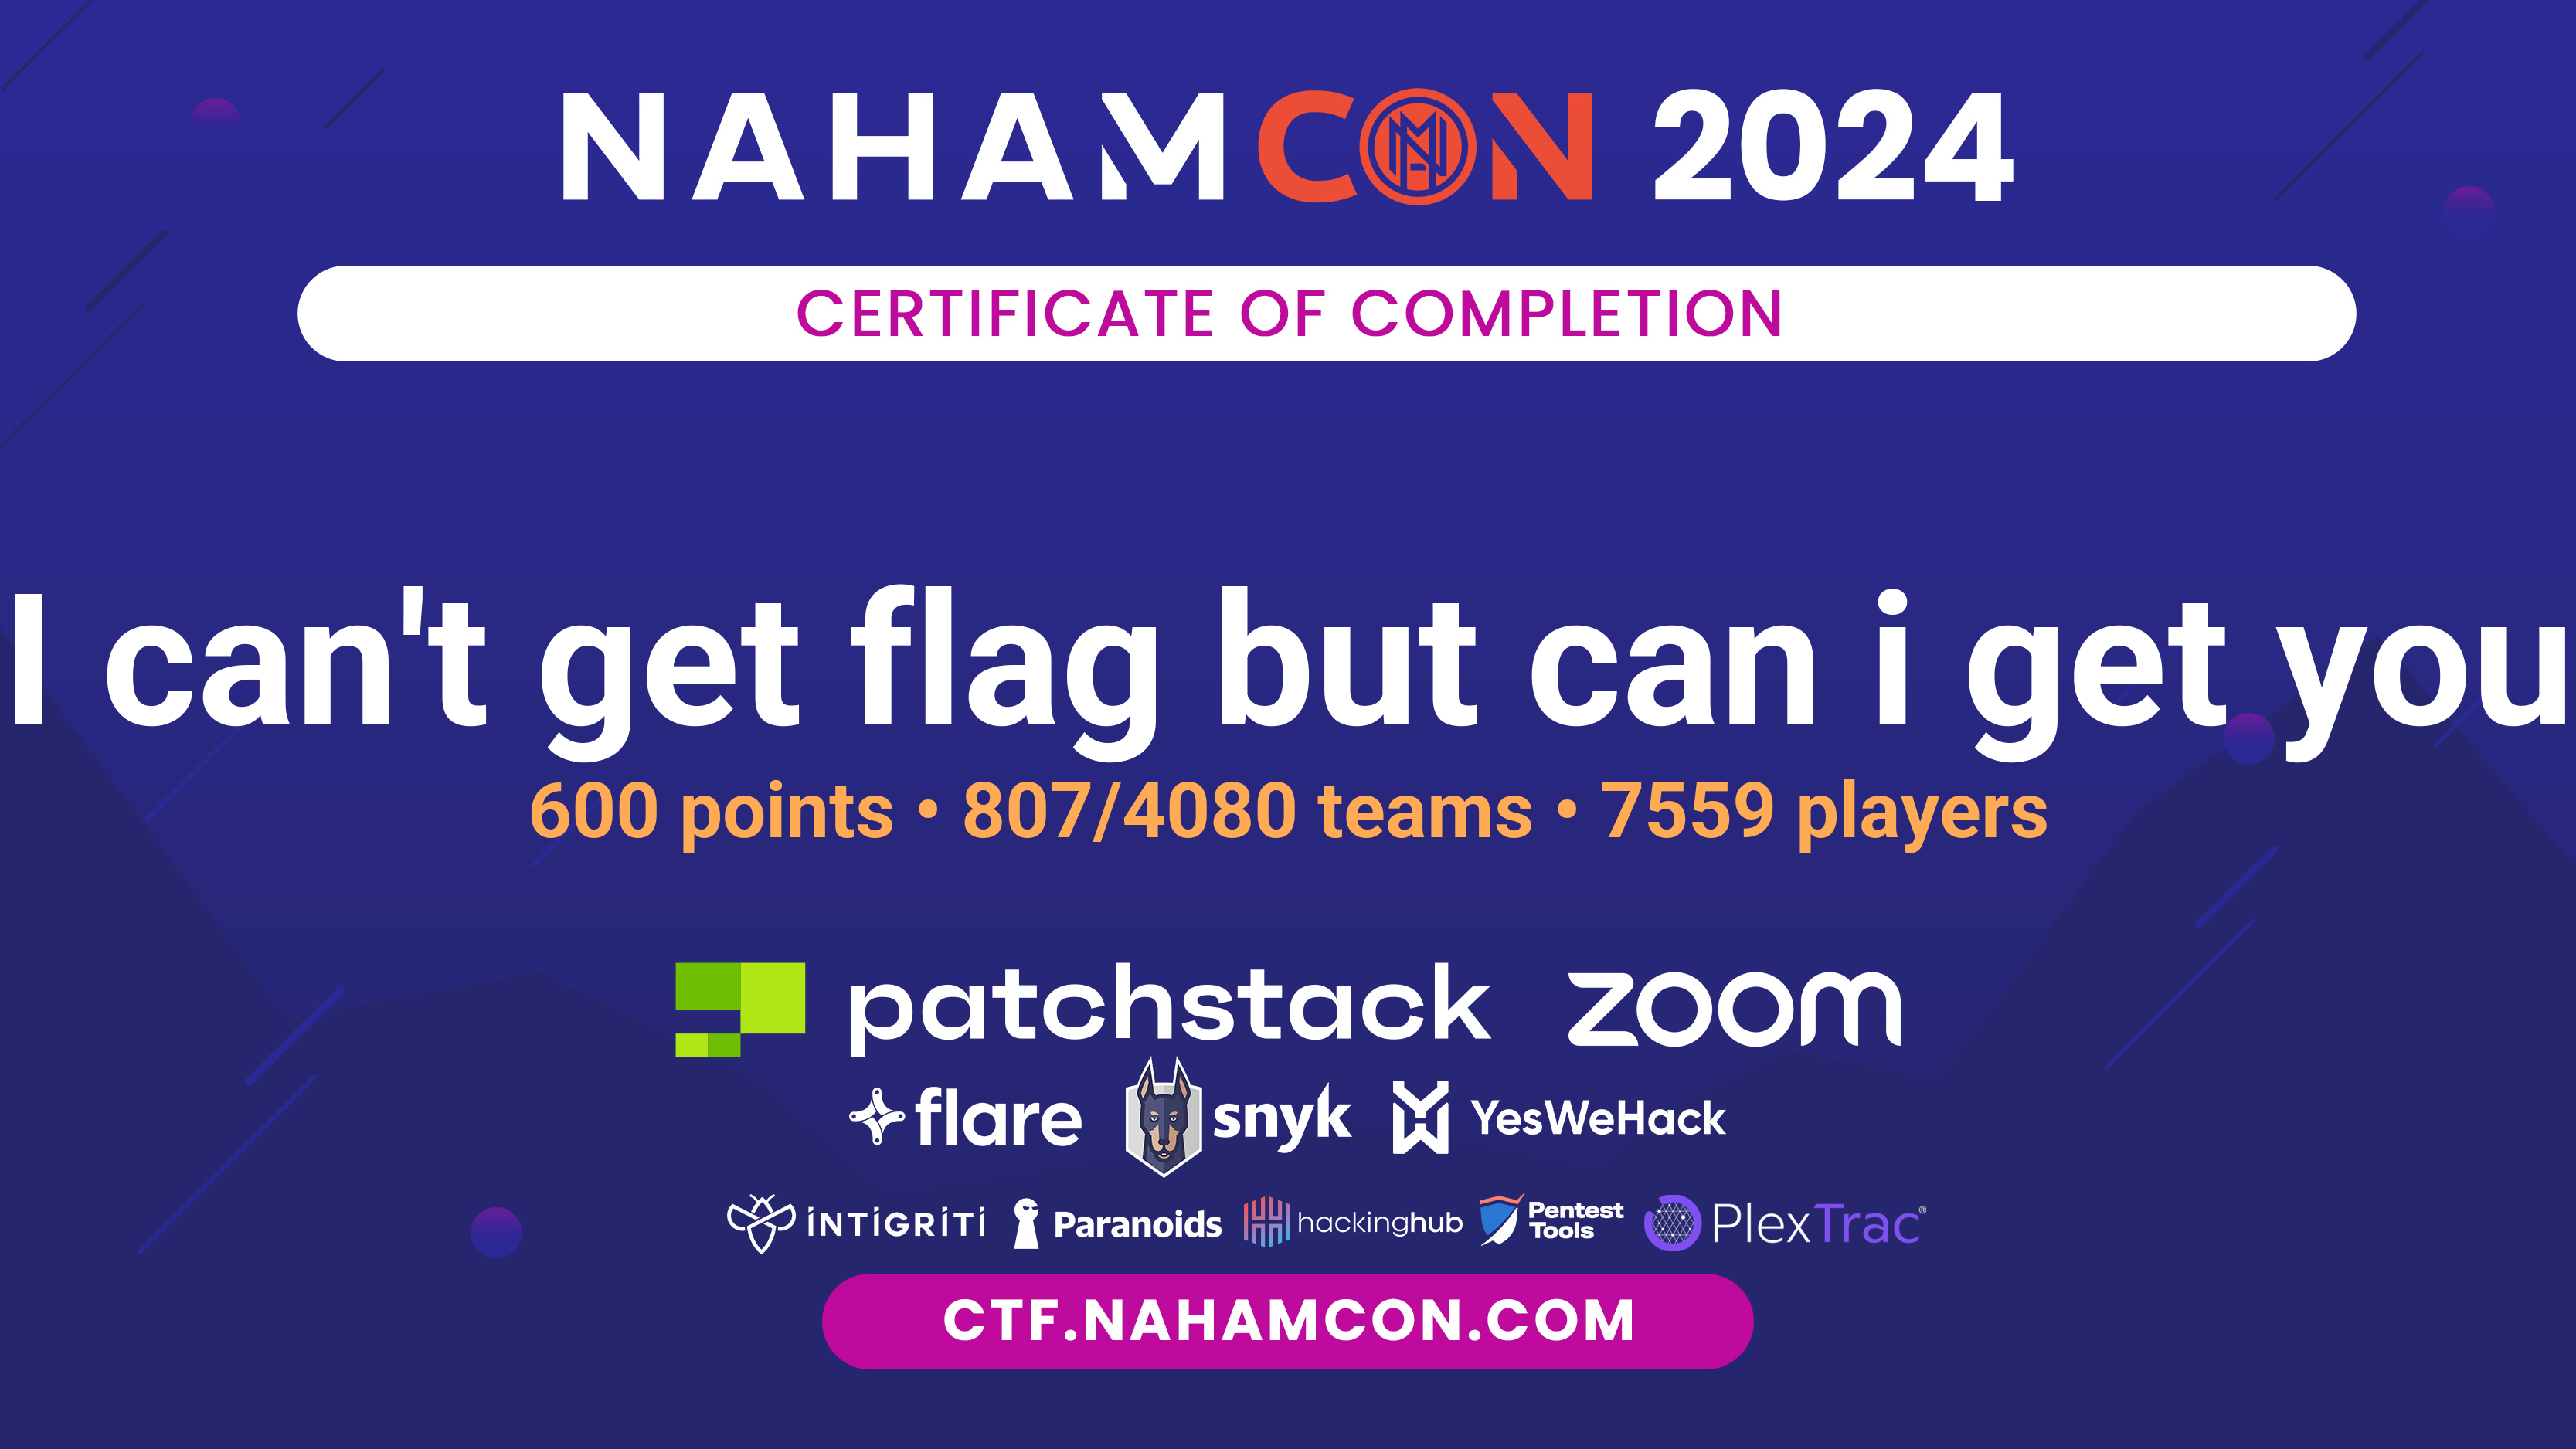 NAHAMCON 2024
CERTIFICATE OF COMPLETION
I can't get flag but can i get you
600 points • 807/4080 teams • 7559 players
patchstack zoom
flare snyk YesWeHack
INTIGRITI Paranoids hackinghub Pentest Tools PlexTrac®
CTF.NAHAMCON.COM